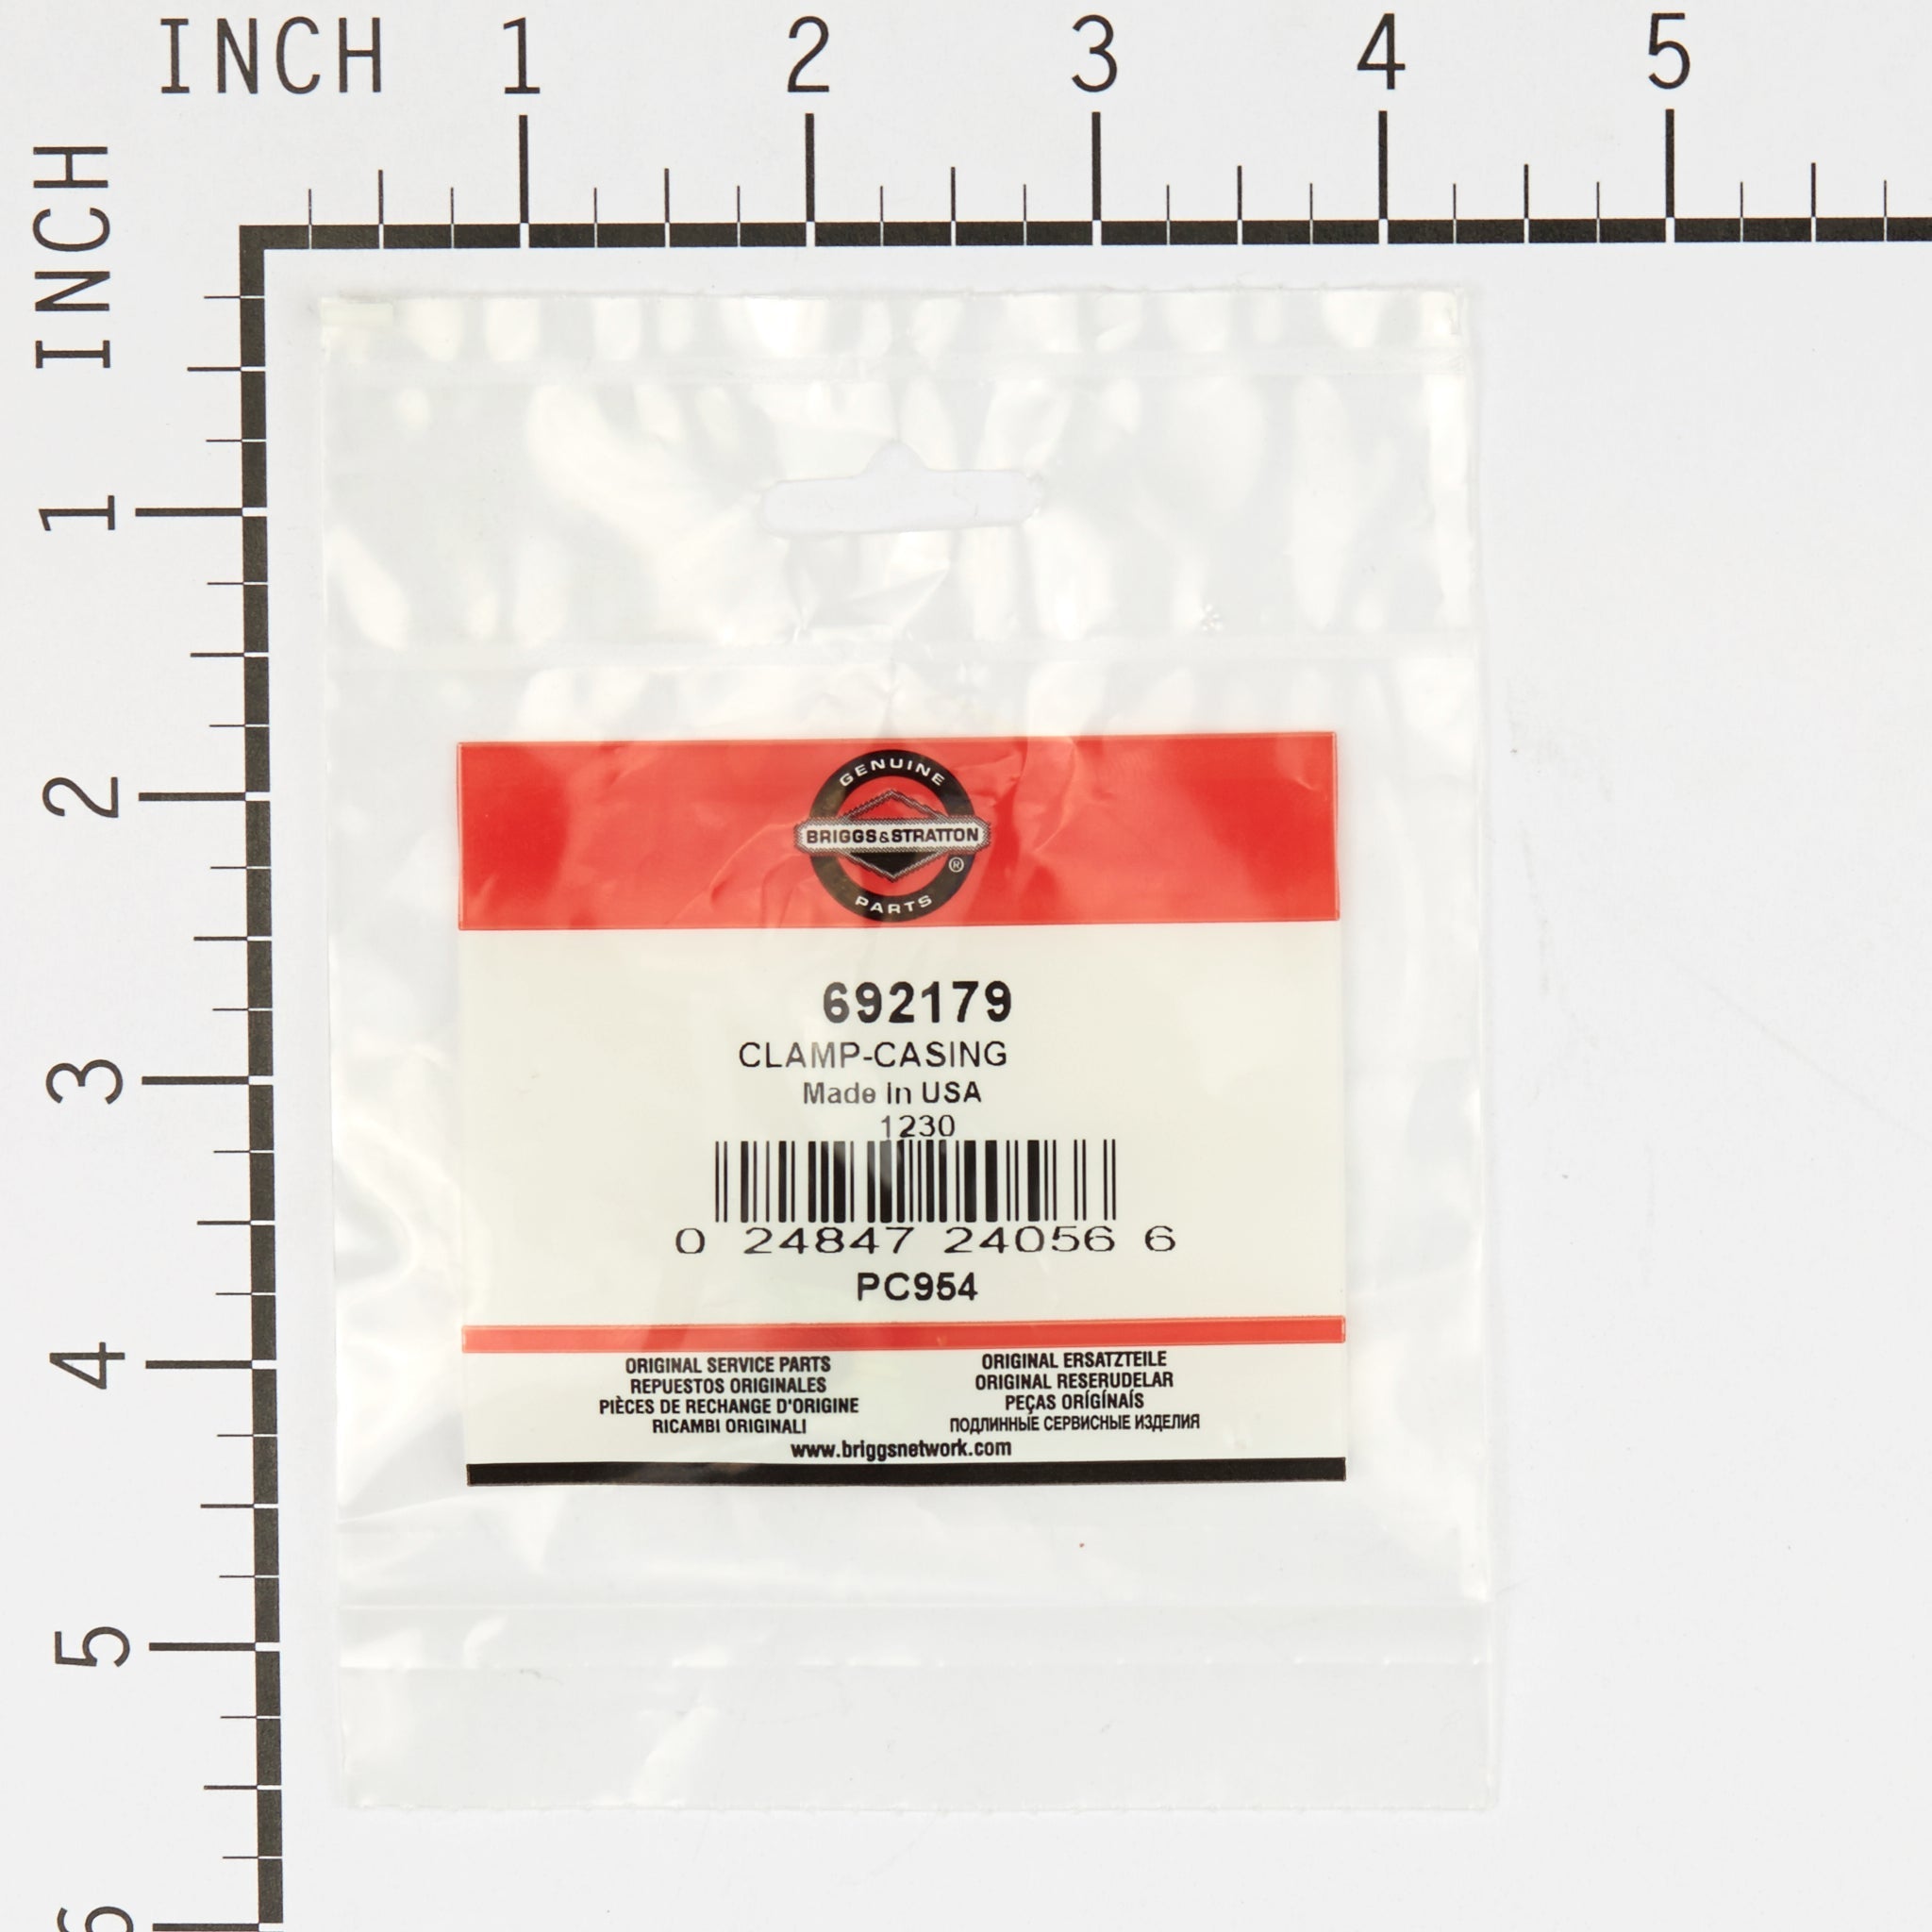 INCH 1 2 3 4 5
INCH 1 2 3 4 5 6
GENUINE
BRIGGS&STRATTON
®
PARTS
692179
CLAMP-CASING
Made in USA
1230
0 24847 24056 6
PC954
ORIGINAL SERVICE PARTS
REPUESTOS ORIGINALES
PIÈCES DE RECHANGE D'ORIGINE
RICAMBI ORIGINALI
ORIGINAL ERSATZTEILE
ORIGINAL RESERUDELAR
PEÇAS ORÍGÍNAÍS
ПОДЛИННЫЕ СЕРВИСНЫЕ ИЗДЕЛИЯ
www.briggsnetwork.com